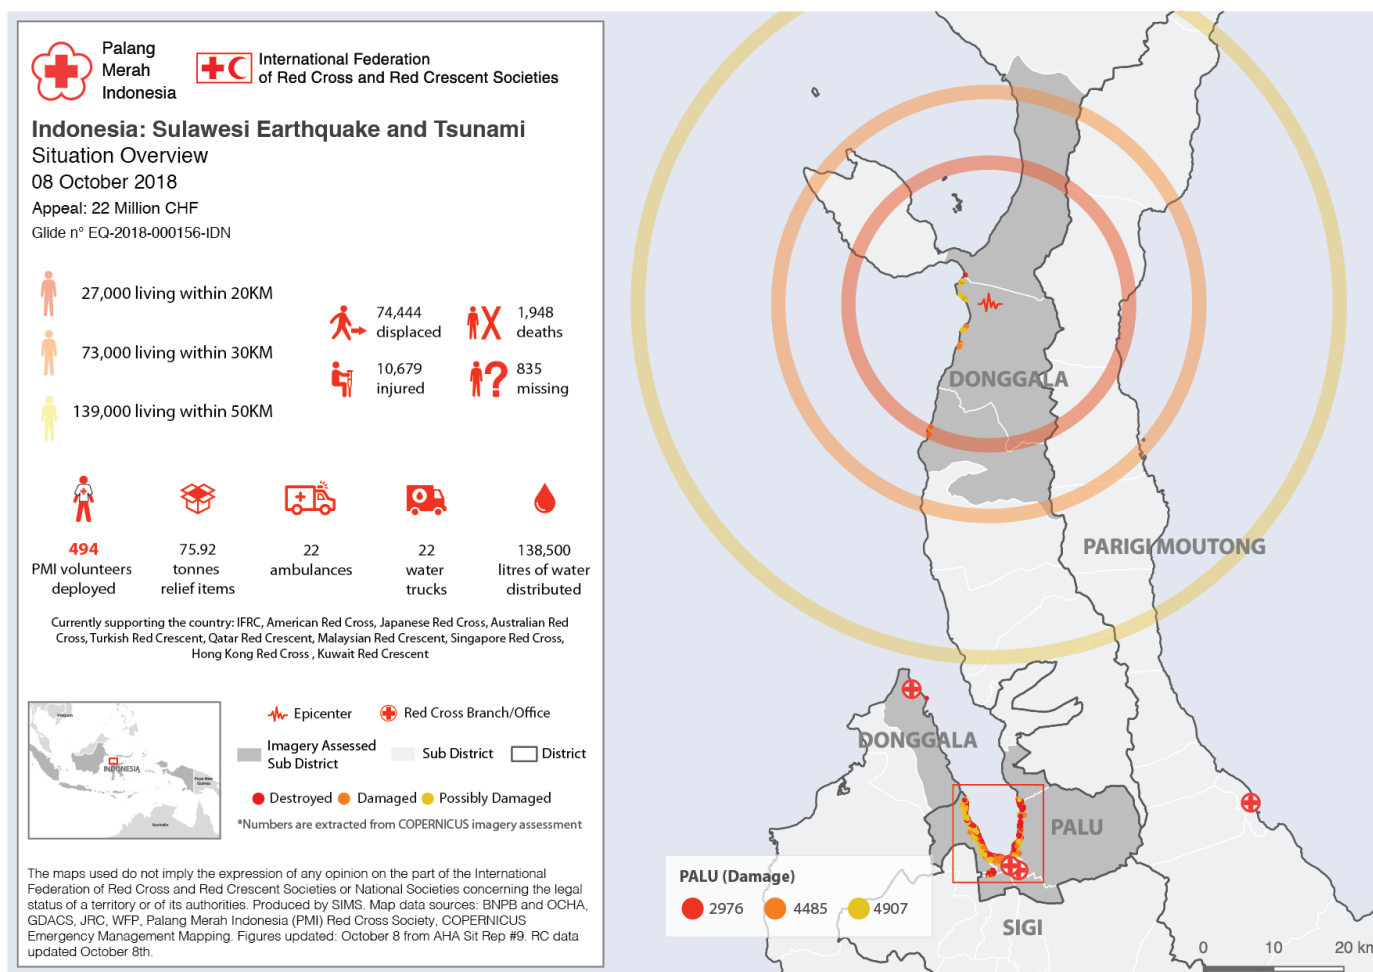 Palang
Merah
Indonesia
International Federation
of Red Cross and Red Crescent Societies
Indonesia: Sulawesi Earthquake and Tsunami
Situation Overview
08 October 2018
Appeal: 22 Million CHF
Glide n° EQ-2018-000156-IDN
27,000 living within 20KM
73,000 living within 30KM
139,000 living within 50KM
74,444
displaced
1,948
deaths
10,679
injured
835
missing
494
PMI volunteers
deployed
75.92
tonnes
relief items
22
ambulances
22
water
trucks
138,500
litres of water
distributed
Currently supporting the country: IFRC, American Red Cross, Japanese Red Cross, Australian Red
Cross, Turkish Red Crescent, Qatar Red Crescent, Malaysian Red Crescent, Singapore Red Cross,
Hong Kong Red Cross , Kuwait Red Crescent
Vietnam
INDONESIA
Papua New
Guinea
Australia
Epicenter
Red Cross Branch/Office
Imagery Assessed
Sub District
Sub District
District
Destroyed
Damaged
Possibly Damaged
*Numbers are extracted from COPERNICUS imagery assessment
The maps used do not imply the expression of any opinion on the part of the International
Federation of Red Cross and Red Crescent Societies or National Societies concerning the legal
status of a territory or of its authorities. Produced by SIMS. Map data sources: BNPB and OCHA,
GDACS, JRC, WFP, Palang Merah Indonesia (PMI) Red Cross Society, COPERNICUS
Emergency Management Mapping. Figures updated: October 8 from AHA Sit Rep #9. RC data
updated October 8th.
DONGGALA
PARIGI MOUTONG
DONGGALA
PALU
SIGI
PALU (Damage)
2976
4485
4907
0
10
20 km